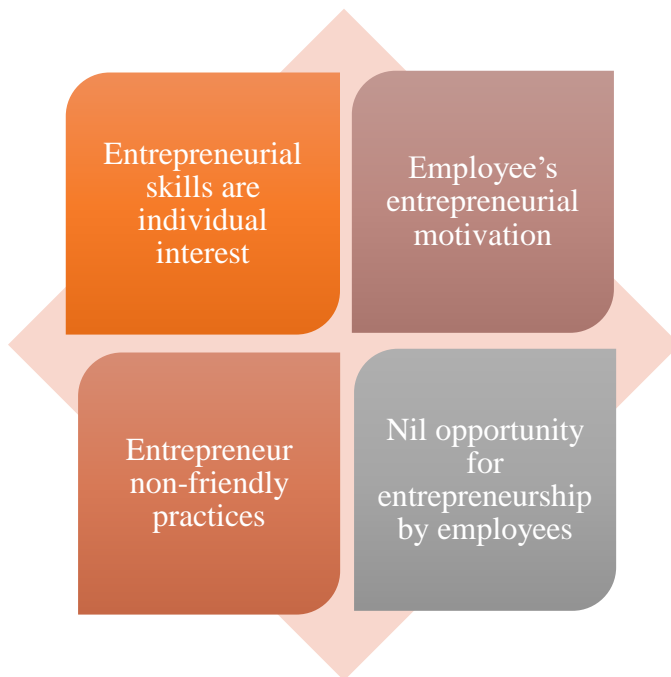 Entrepreneurial
skills are
individual
interest
Employee’s
entrepreneurial
motivation
Entrepreneur
non-friendly
practices
Nil opportunity
for
entrepreneurship
by employees